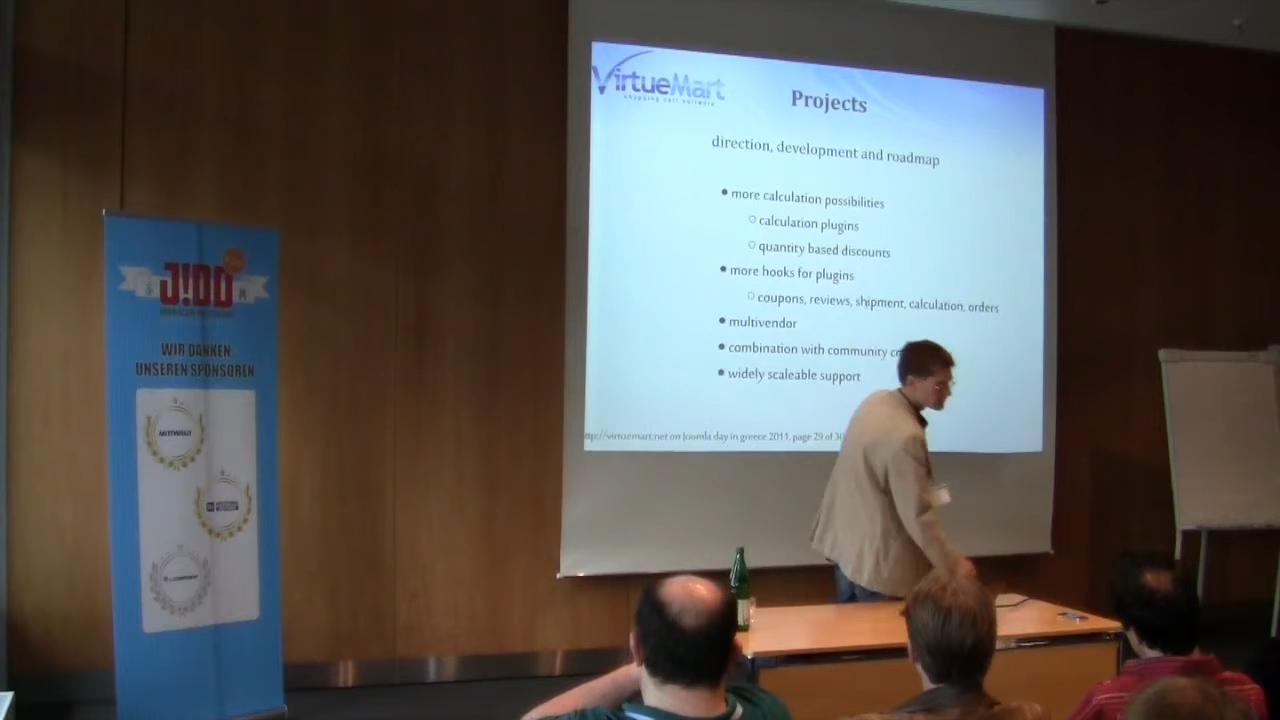 VirtueMart
shopping cart software
Projects
direction, development and roadmap
more calculation possibilities
calculation plugins
quantity based discounts
more hooks for plugins
coupons, reviews, shipment, calculation, orders
multivendor
combination with community
widely scaleable support
ttp://virtuemart.net on Joomla day in greece 2011, page 29 of
J!DD
WIR DANKEN
UNSEREN SPONSOREN